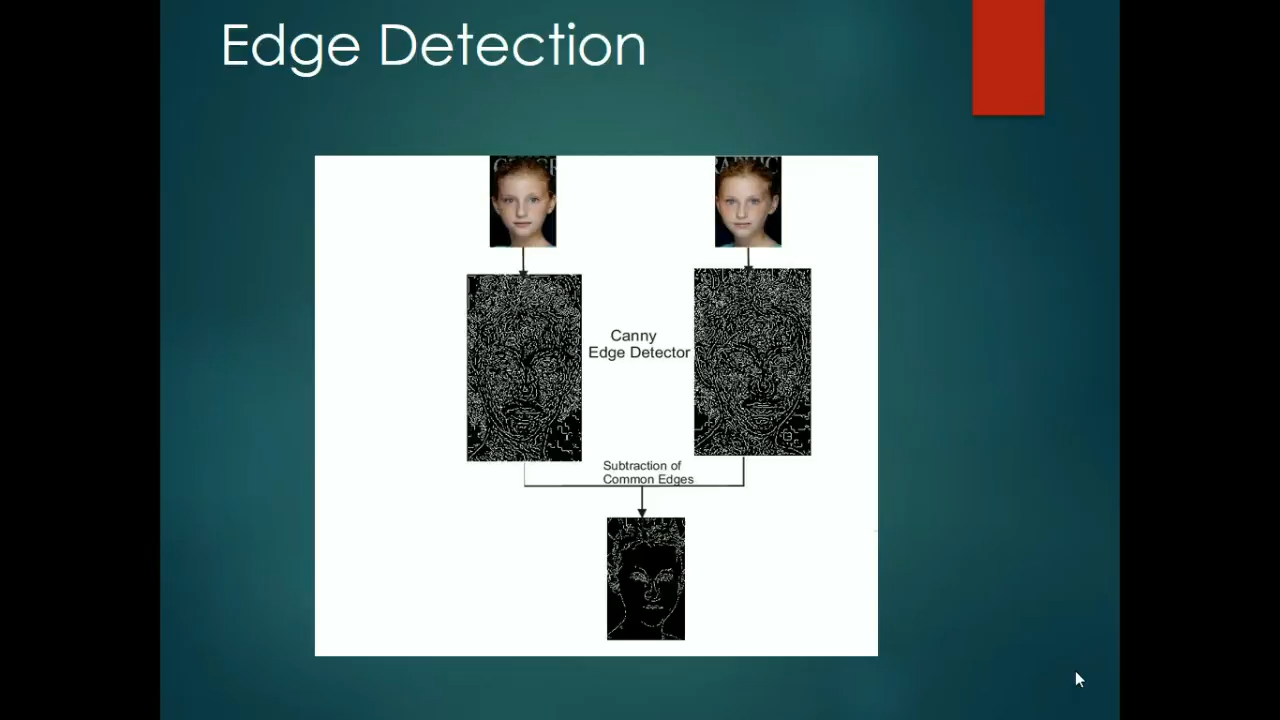 Edge Detection
Canny
Edge Detector
Subtraction of
Common Edges